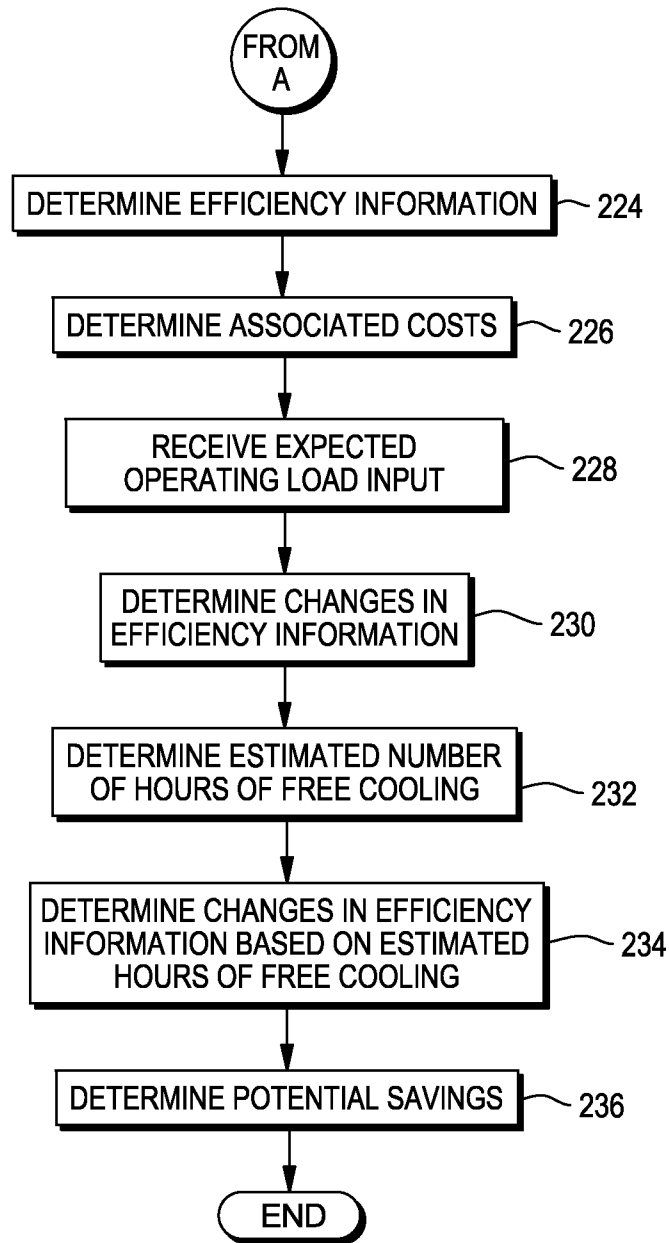 FROM
A
DETERMINE EFFICIENCY INFORMATION
224
DETERMINE ASSOCIATED COSTS
226
RECEIVE EXPECTED
OPERATING LOAD INPUT
228
DETERMINE CHANGES IN
EFFICIENCY INFORMATION
230
DETERMINE ESTIMATED NUMBER
OF HOURS OF FREE COOLING
232
DETERMINE CHANGES IN EFFICIENCY
INFORMATION BASED ON ESTIMATED
HOURS OF FREE COOLING
234
DETERMINE POTENTIAL SAVINGS
236
END